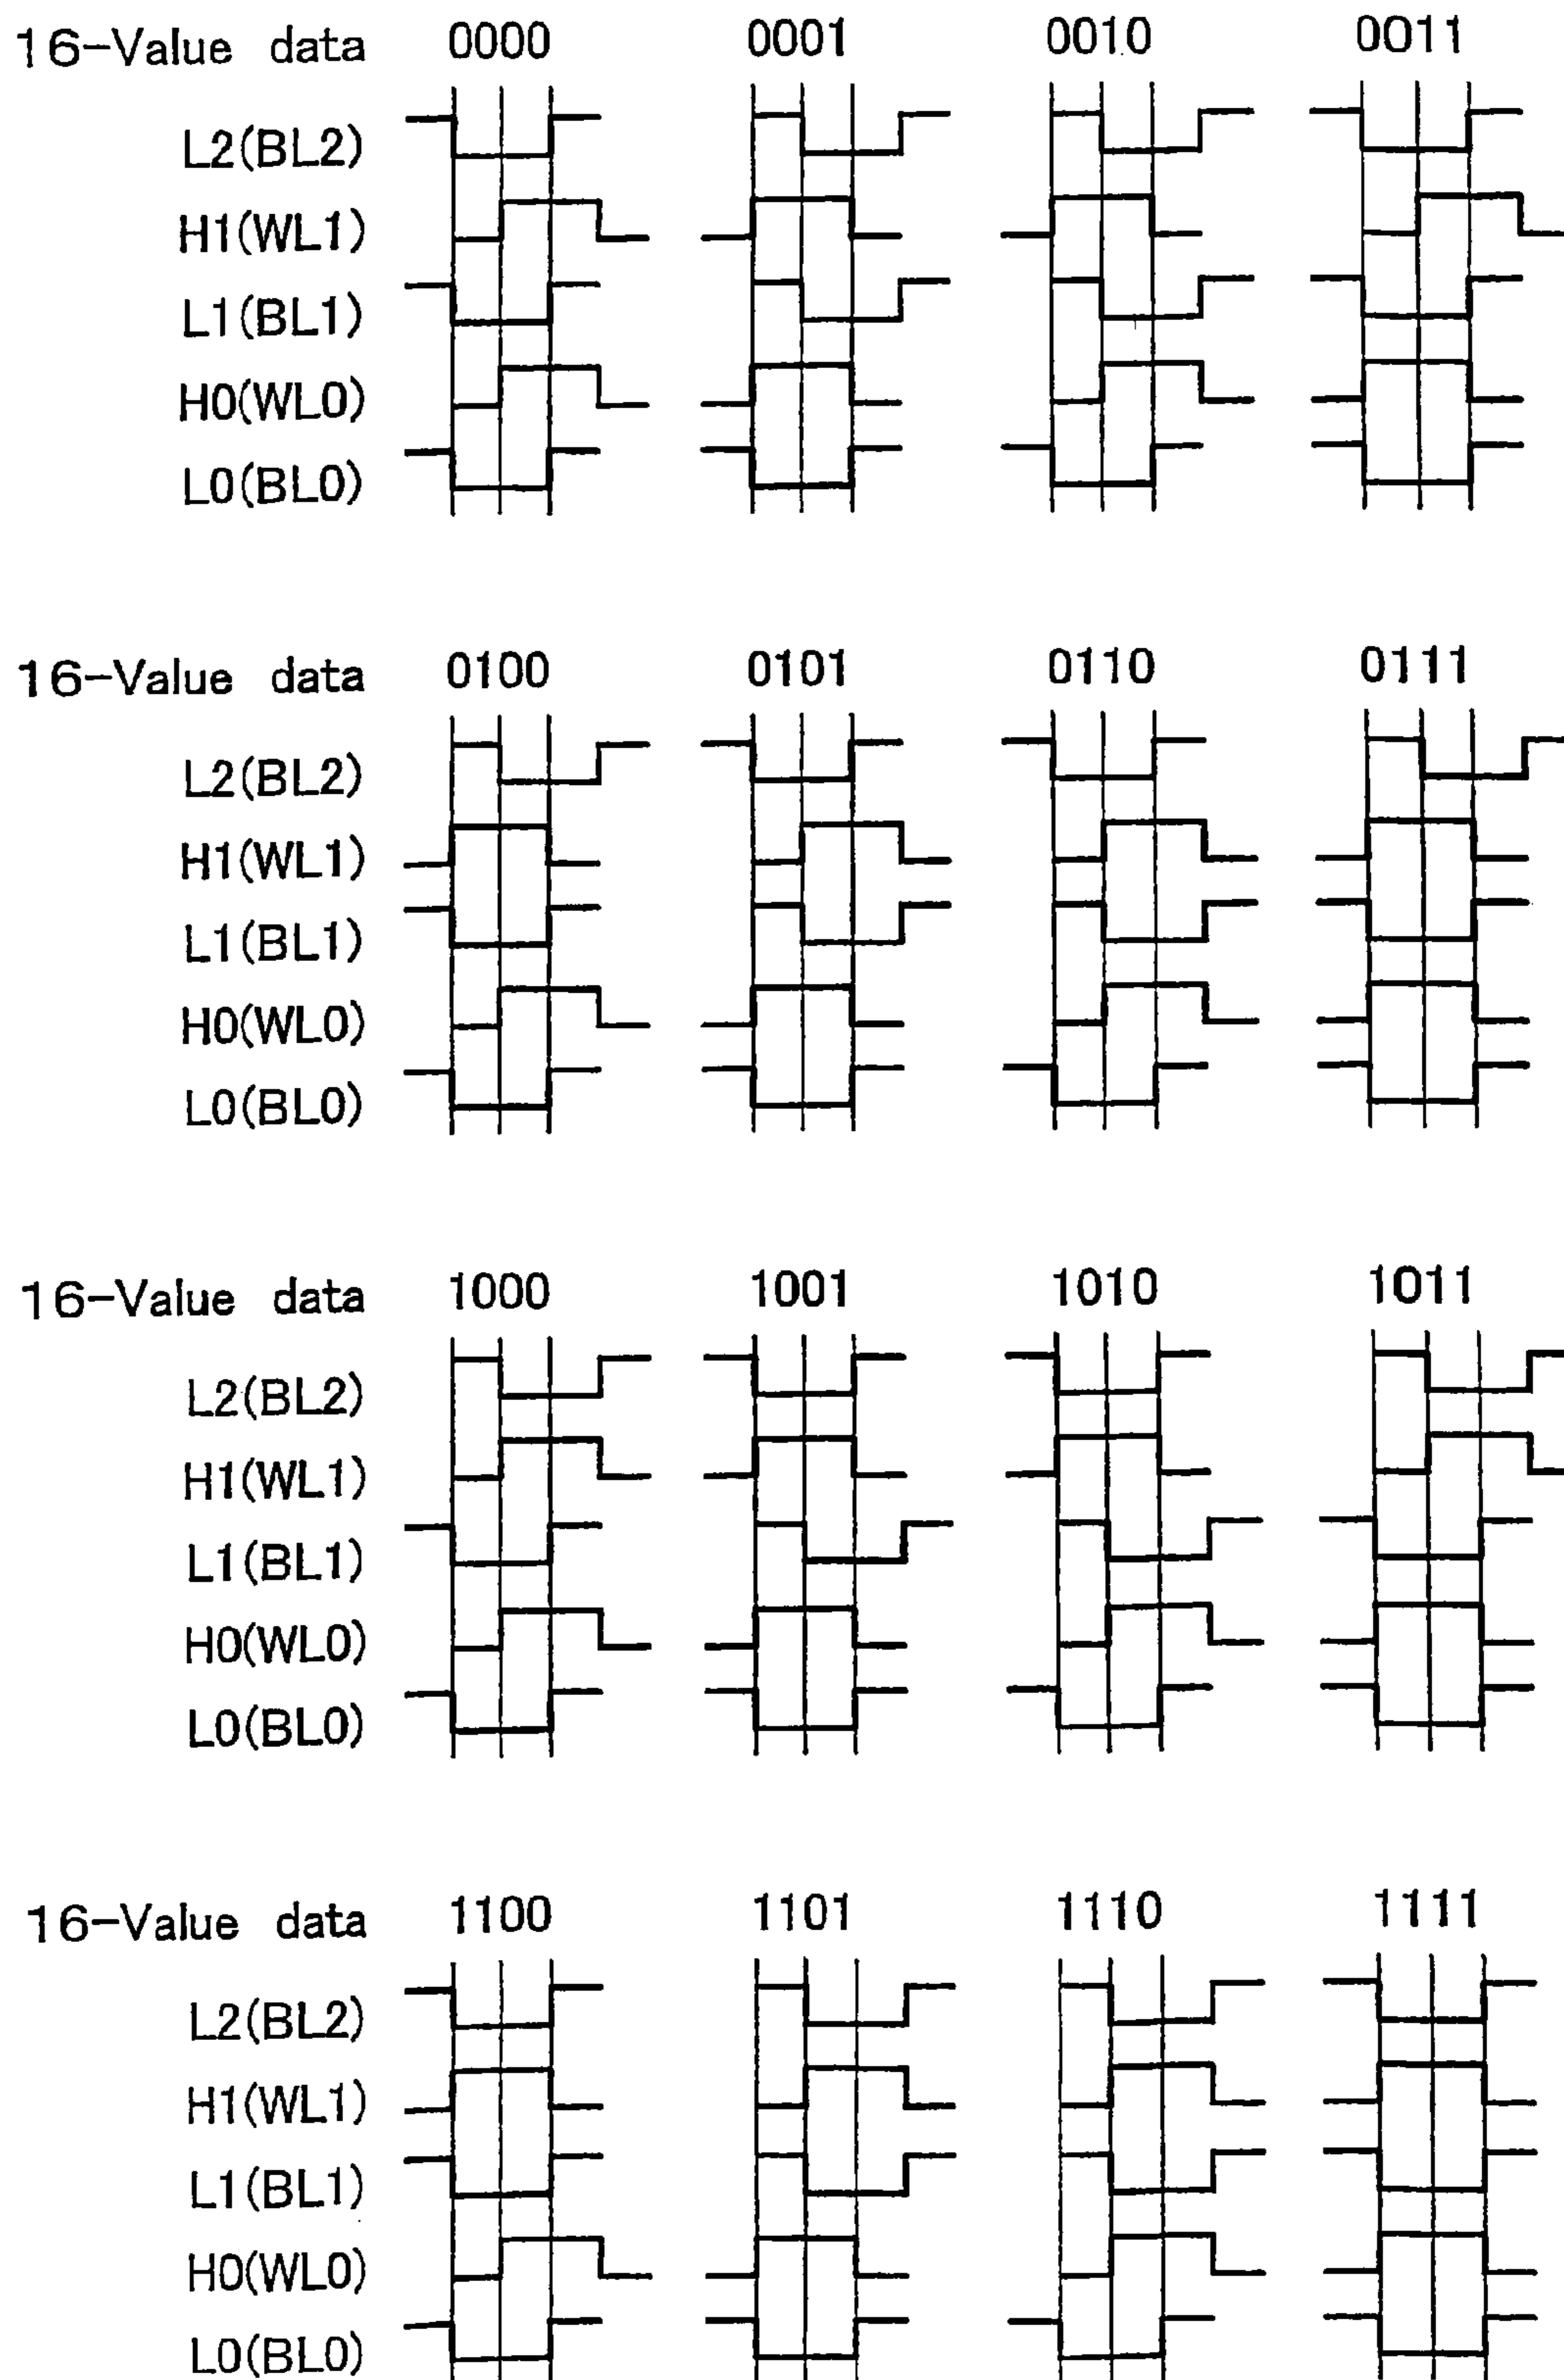 16-Value data 0000 0001 0010 0011
L2(BL2)
H1(WL1)
L1(BL1)
H0(WL0)
L0(BL0)
16-Value data 0100 0101 0110 0111
L2(BL2)
H1(WL1)
L1(BL1)
H0(WL0)
L0(BL0)
16-Value data 1000 1001 1010 1011
L2(BL2)
H1(WL1)
L1(BL1)
H0(WL0)
L0(BL0)
16-Value data 1100 1101 1110 1111
L2(BL2)
H1(WL1)
L1(BL1)
H0(WL0)
L0(BL0)